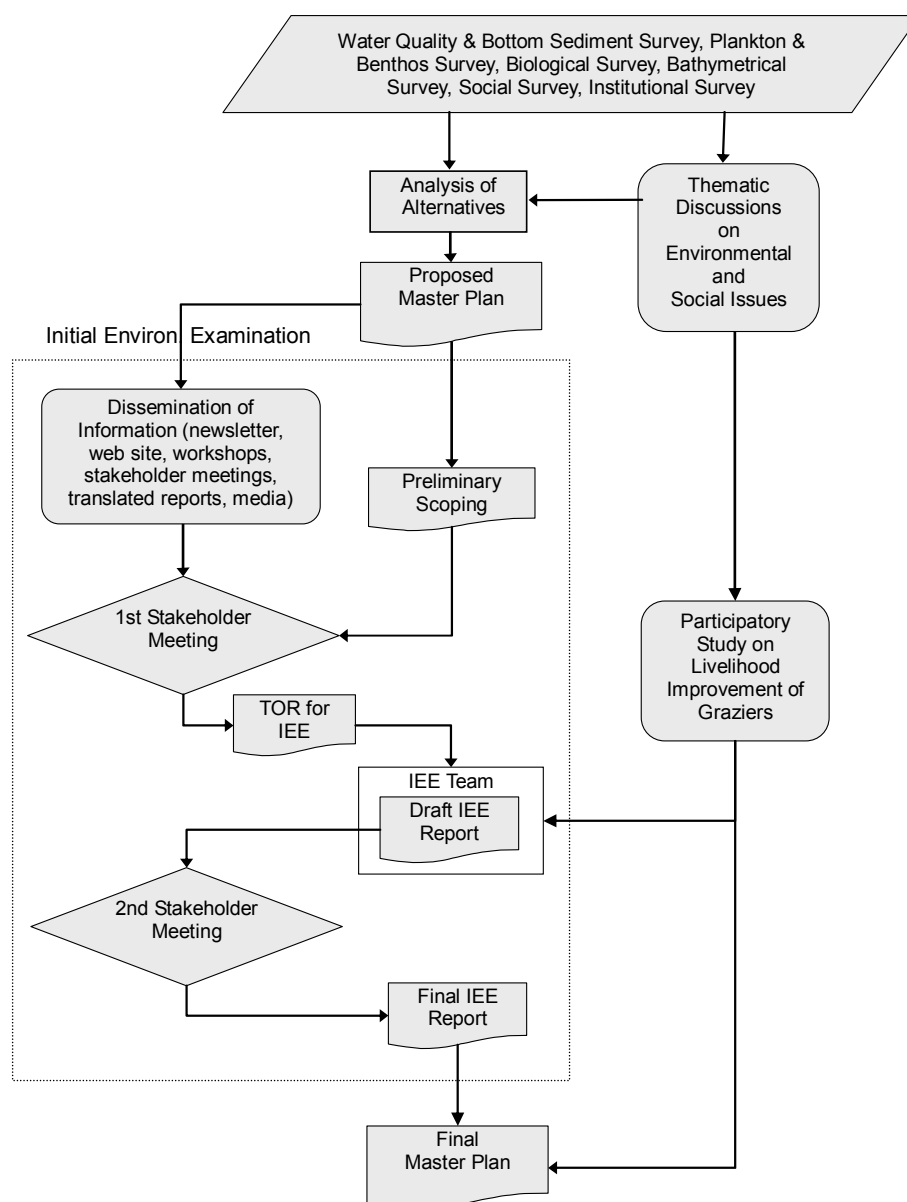 Water Quality & Bottom Sediment Survey, Plankton &
Benthos Survey, Biological Survey, Bathymetrical
Survey, Social Survey, Institutional Survey
Analysis of
Alternatives
Thematic
Discussions
on
Environmental
and
Social Issues
Proposed
Master Plan
Initial Environ. Examination
Dissemination of
Information (newsletter,
web site, workshops,
stakeholder meetings,
translated reports, media)
Preliminary
Scoping
1st Stakeholder
Meeting
Participatory
Study on
Livelihood
Improvement of
Graziers
TOR for
IEE
IEE Team
Draft IEE
Report
2nd Stakeholder
Meeting
Final IEE
Report
Final
Master Plan